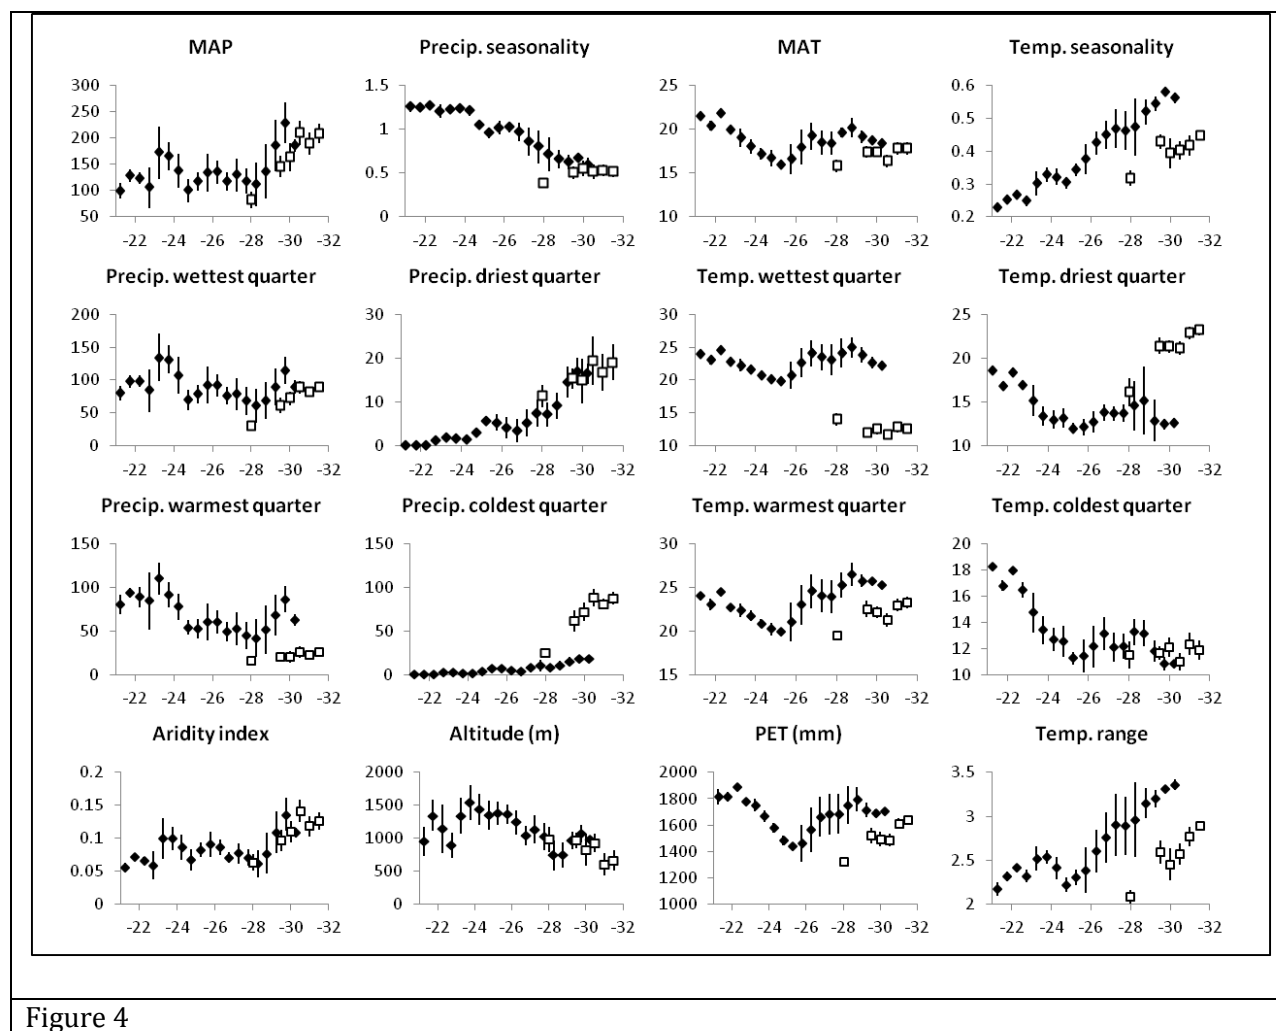 MAP Precip. seasonality MAT Temp. seasonality
300 1.5 25 0.6
250
200 1 20 0.5
150 0.4
100 0.5 15 0.3
50 0 10 0.2
-22 -24 -26 -28 -30 -32 -22 -24 -26 -28 -30 -32 -22 -24 -26 -28 -30 -32 -22 -24 -26 -28 -30 -32
Precip. wettest quarter Precip. driest quarter Temp. wettest quarter Temp. driest quarter
200 30 30 25
150 20 25 20
100 20
50 10 15 15
0 0 10 10
-22 -24 -26 -28 -30 -32 -22 -24 -26 -28 -30 -32 -22 -24 -26 -28 -30 -32 -22 -24 -26 -28 -30 -32
Precip. warmest quarter Precip. coldest quarter Temp. warmest quarter Temp. coldest quarter
150 150 30 20
18
100 100 25 16
50 50 20 14
12
0 0 15 10
-22 -24 -26 -28 -30 -32 -22 -24 -26 -28 -30 -32 -22 -24 -26 -28 -30 -32 -22 -24 -26 -28 -30 -32
Aridity index Altitude (m) PET (mm) Temp. range
0.2 2000 2000 3.5
0.15 1500 1800 3
0.1 1000 1600
0.05 500 1400 2.5
1200
0 0 1000 2
-22 -24 -26 -28 -30 -32 -22 -24 -26 -28 -30 -32 -22 -24 -26 -28 -30 -32 -22 -24 -26 -28 -30 -32
Figure 4